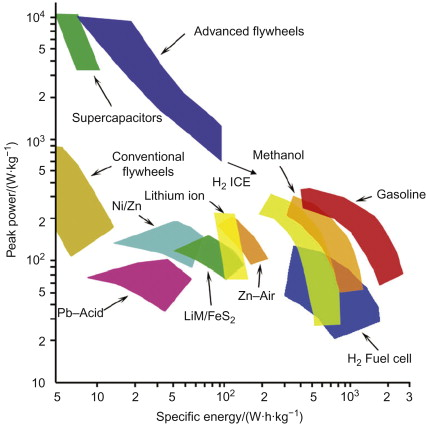 10⁴
5
2
10³
5
2
10²
5
2
10
Peak power/(W·kg⁻¹)
Advanced flywheels
Supercapacitors
Conventional
flywheels
H₂ ICE
Methanol
Gasoline
Lithium ion
Ni/Zn
Pb–Acid
LiM/FeS₂
Zn–Air
H₂ Fuel cell
5 10 2 5 10² 2 5 10³ 2 3
Specific energy/(W·h·kg⁻¹)